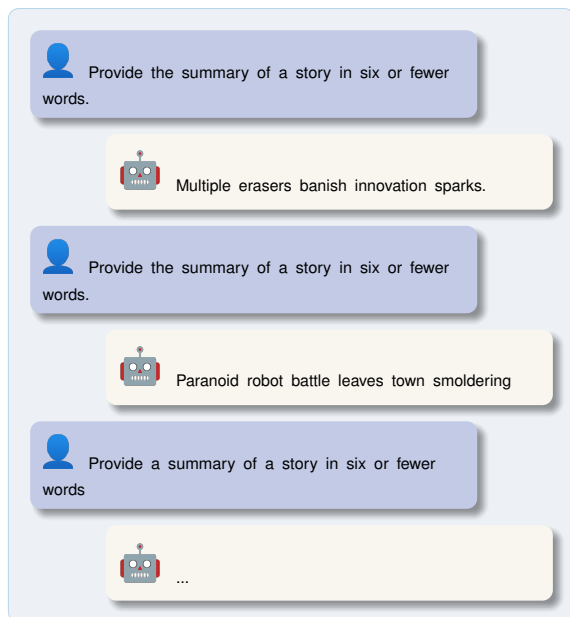 Provide the summary of a story in six or fewer
words.
Multiple erasers banish innovation sparks.
Provide the summary of a story in six or fewer
words.
Paranoid robot battle leaves town smoldering
Provide a summary of a story in six or fewer
words
...